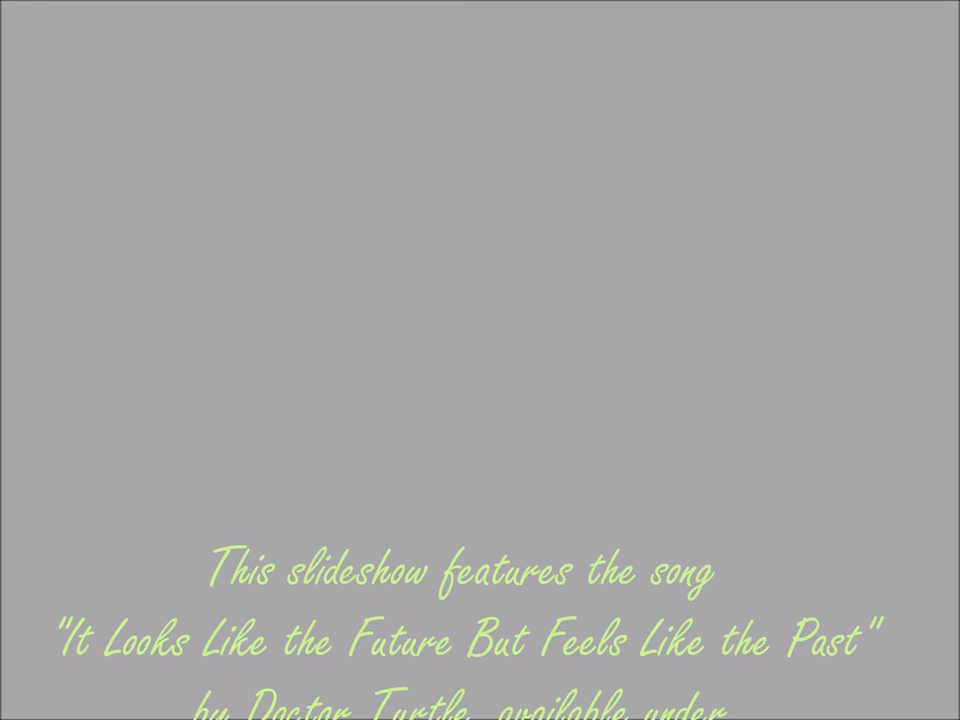 This slideshow features the song
"It Looks Like the Future But Feels Like the Past"
by Doctor Turtle, available under